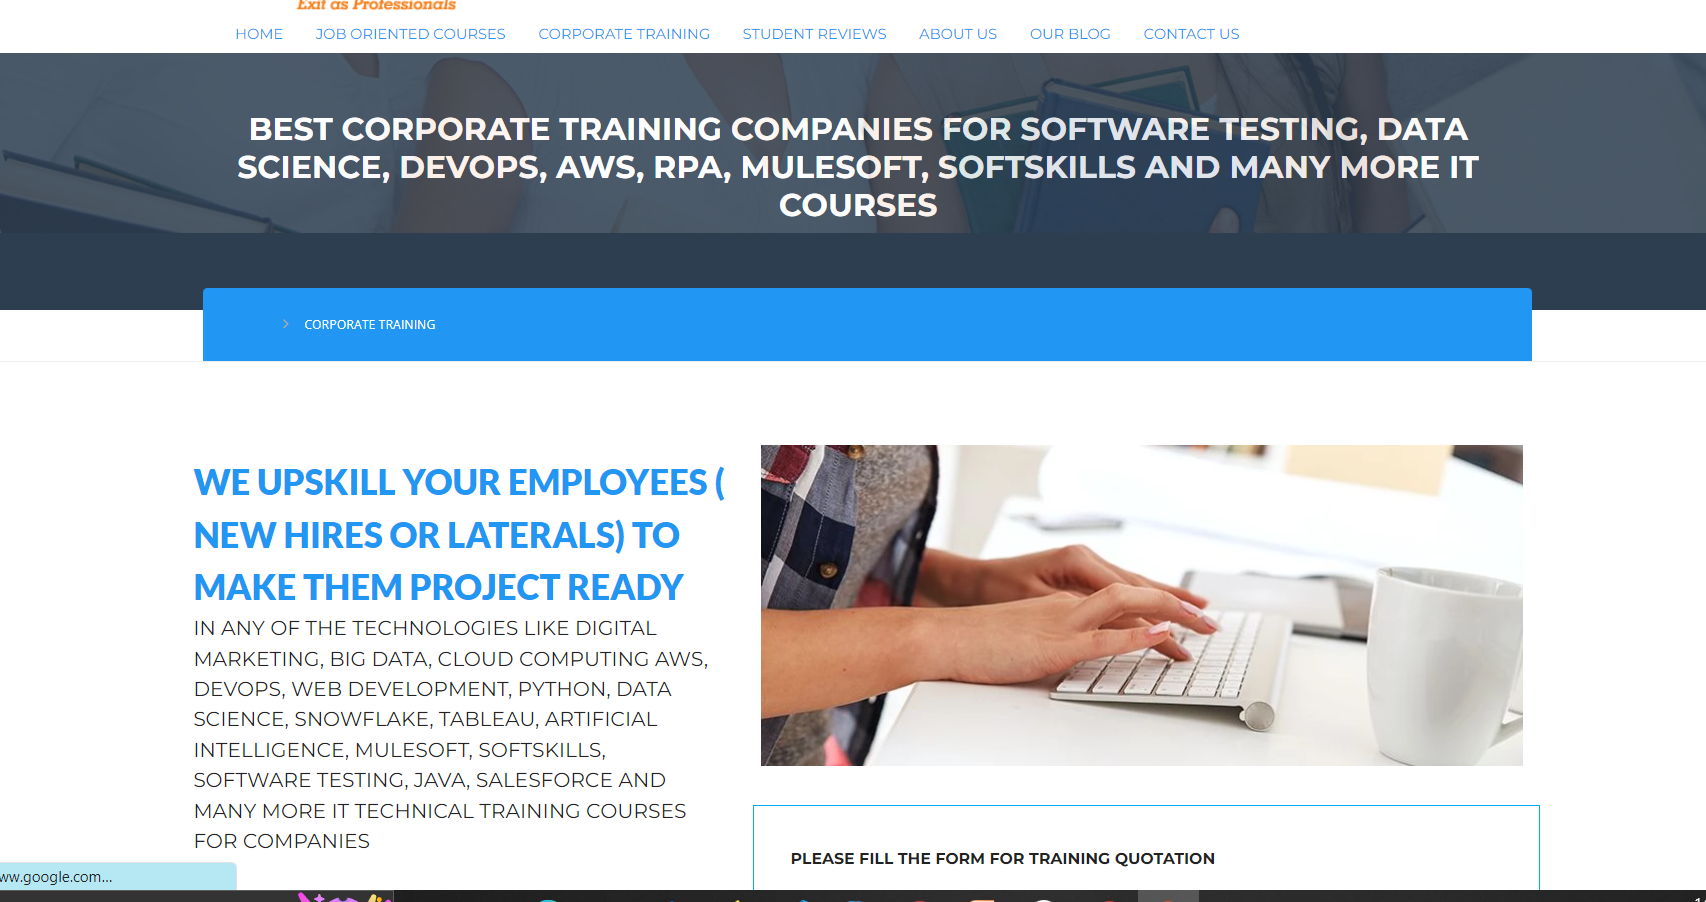 Exit as Professionals
HOME JOB ORIENTED COURSES CORPORATE TRAINING STUDENT REVIEWS ABOUT US OUR BLOG CONTACT US
BEST CORPORATE TRAINING COMPANIES FOR SOFTWARE TESTING, DATA
SCIENCE, DEVOPS, AWS, RPA, MULESOFT, SOFTSKILLS AND MANY MORE IT
COURSES
CORPORATE TRAINING
WE UPSKILL YOUR EMPLOYEES (
NEW HIRES OR LATERALS) TO
MAKE THEM PROJECT READY
IN ANY OF THE TECHNOLOGIES LIKE DIGITAL
MARKETING, BIG DATA, CLOUD COMPUTING AWS,
DEVOPS, WEB DEVELOPMENT, PYTHON, DATA
SCIENCE, SNOWFLAKE, TABLEAU, ARTIFICIAL
INTELLIGENCE, MULESOFT, SOFTSKILLS,
SOFTWARE TESTING, JAVA, SALESFORCE AND
MANY MORE IT TECHNICAL TRAINING COURSES
FOR COMPANIES
PLEASE FILL THE FORM FOR TRAINING QUOTATION
ww.google.com...